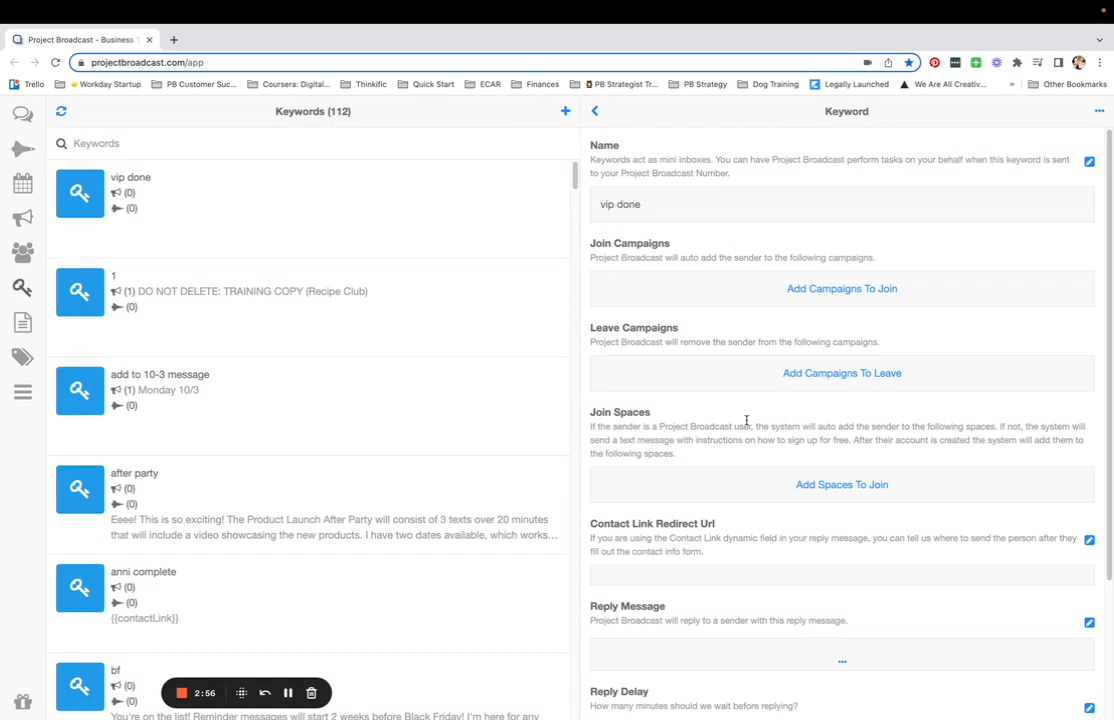 Project Broadcast - Business T
projectbroadcast.com/app
Trello
Workday Startup
PB Customer Suc...
Coursera: Digital...
Thinkific
Quick Start
ECAR
Finances
PB Strategist Tr...
PB Strategy
Dog Training
Legally Launched
We Are All Creativ...
»
Other Bookmarks
Keywords (112)
Keywords
vip done
(0)
(0)
1
(1) DO NOT DELETE: TRAINING COPY (Recipe Club)
(0)
add to 10-3 message
(1) Monday 10/3
(0)
after party
(0)
(0)
Eeee! This is so exciting! The Product Launch After Party will consist of 3 texts over 20 minutes
that will include a video showcasing the new products. I have two dates available, which works...
anni complete
(0)
(0)
{{contactLink}}
bf
(0)
(0)
You're on the list! Reminder messages will start 2 weeks before Black Friday! I'm here for any
2:56
Keyword
Name
Keywords act as mini inboxes. You can have Project Broadcast perform tasks on your behalf when this keyword is sent
to your Project Broadcast Number.
vip done
Join Campaigns
Project Broadcast will auto add the sender to the following campaigns.
Add Campaigns To Join
Leave Campaigns
Project Broadcast will remove the sender from the following campaigns.
Add Campaigns To Leave
Join Spaces
If the sender is a Project Broadcast user, the system will auto add the sender to the following spaces. If not, the system will
send a text message with instructions on how to sign up for free. After their account is created the system will add them to
the following spaces.
Add Spaces To Join
Contact Link Redirect Url
If you are using the Contact Link dynamic field in your reply message, you can tell us where to send the person after they
fill out the contact info form.
Reply Message
Project Broadcast will reply to a sender with this reply message.
...
Reply Delay
How many minutes should we wait before replying?